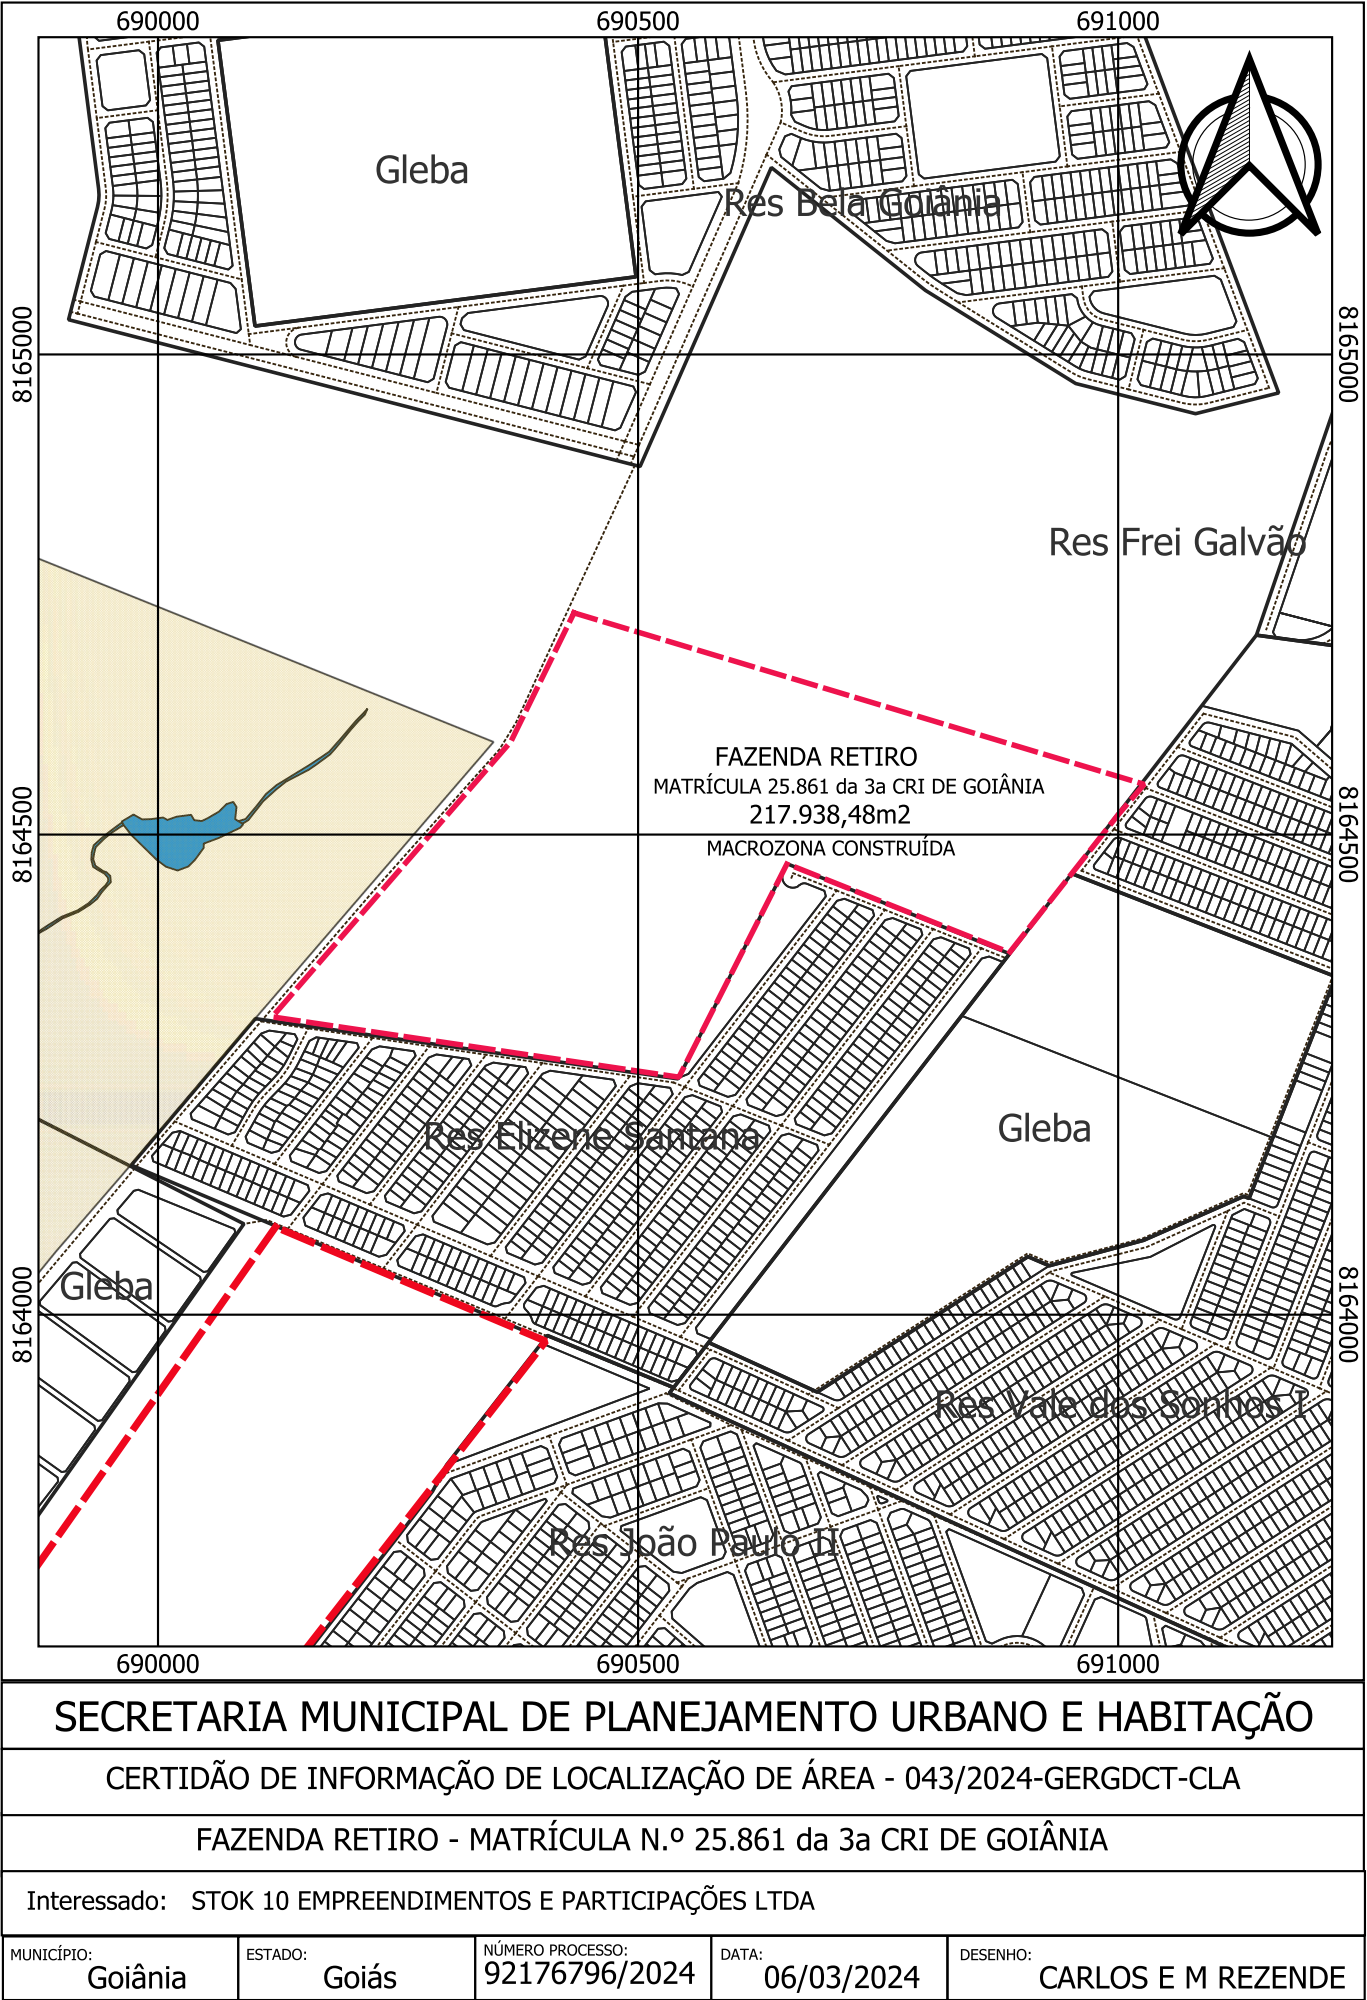 690000 690500 691000
Gleba
Res Bela Goiânia
8165000 8165000
Res Frei Galvão
FAZENDA RETIRO
MATRÍCULA 25.861 da 3a CRI DE GOIÂNIA
217.938,48m2
MACROZONA CONSTRUÍDA
8164500 8164500
Res Elizene Santana
Gleba
Gleba
8164000 8164000
Res Vale dos Sonhos I
Res João Paulo II
690000 690500 691000
SECRETARIA MUNICIPAL DE PLANEJAMENTO URBANO E HABITAÇÃO
CERTIDÃO DE INFORMAÇÃO DE LOCALIZAÇÃO DE ÁREA - 043/2024-GERGDCT-CLA
FAZENDA RETIRO - MATRÍCULA N.º 25.861 da 3a CRI DE GOIÂNIA
Interessado: STOK 10 EMPREENDIMENTOS E PARTICIPAÇÕES LTDA
MUNICÍPIO: Goiânia
ESTADO: Goiás
NÚMERO PROCESSO: 92176796/2024
DATA: 06/03/2024
DESENHO: CARLOS E M REZENDE